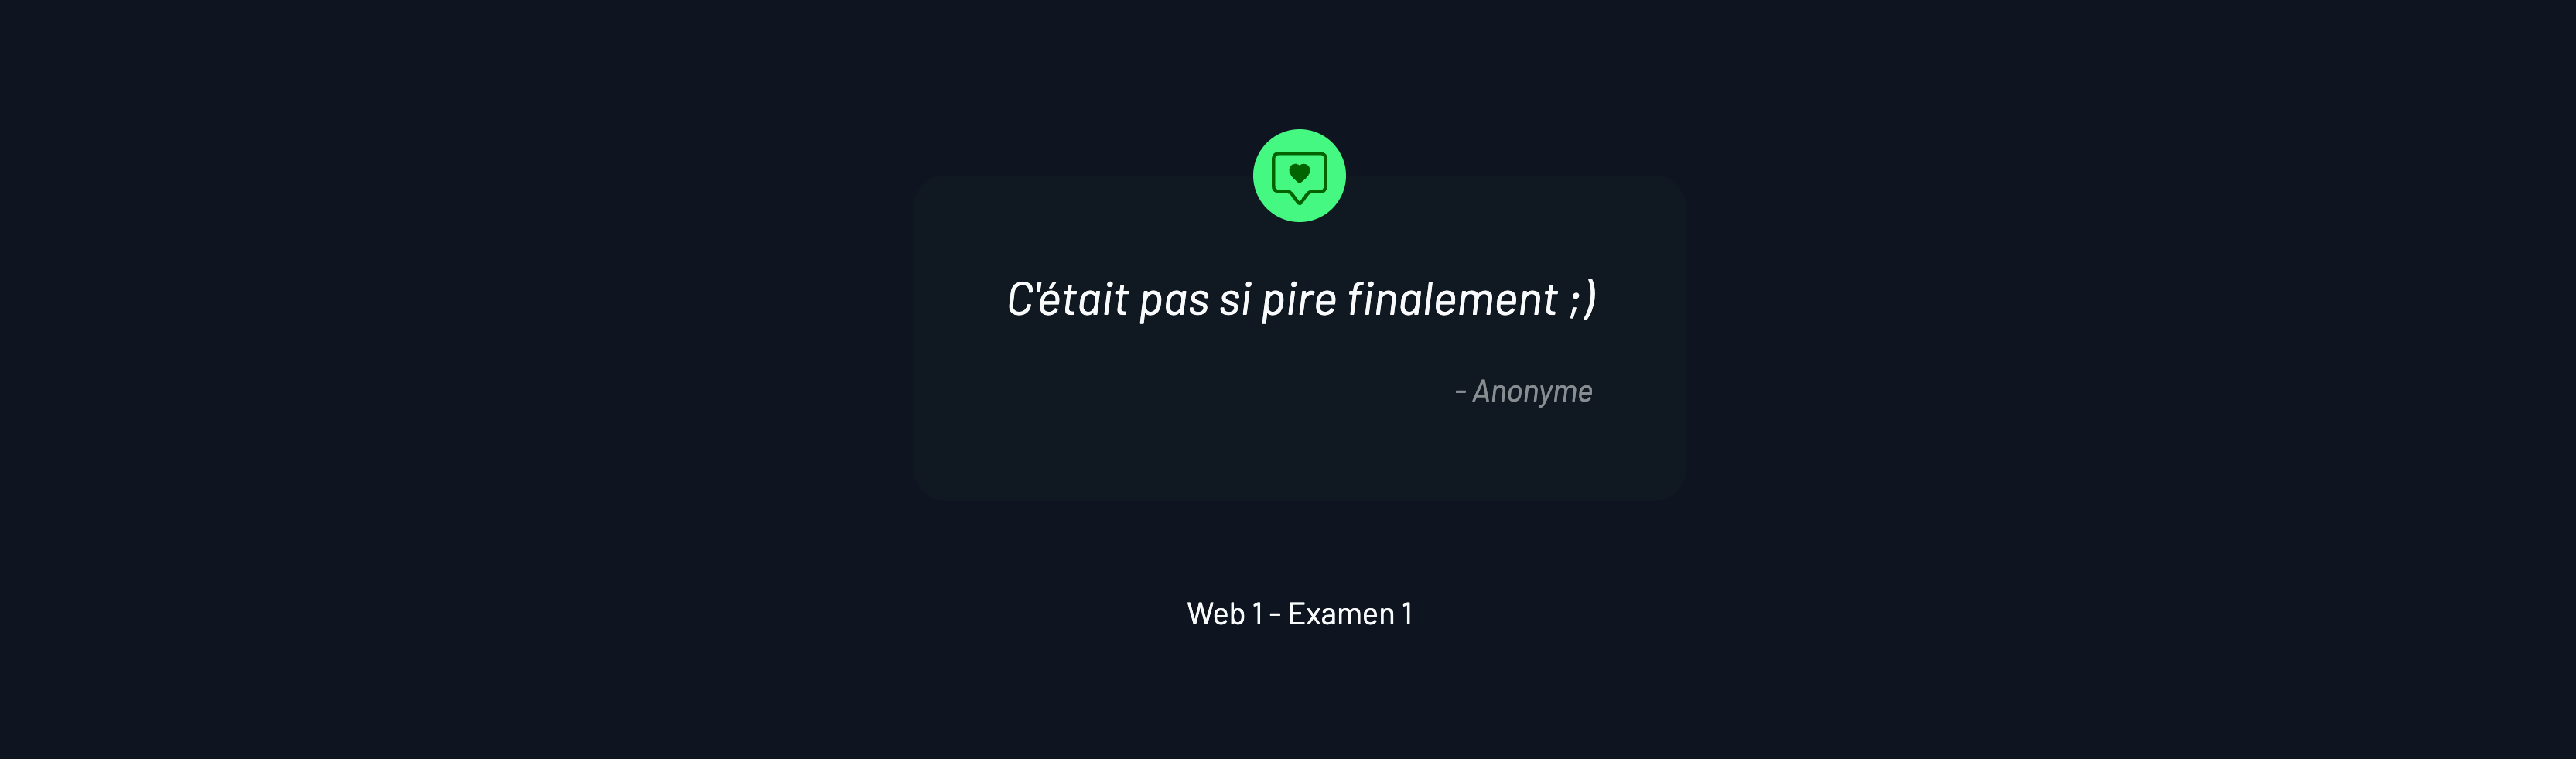 C'était pas si pire finalement ;)
- Anonyme
Web 1 - Examen 1